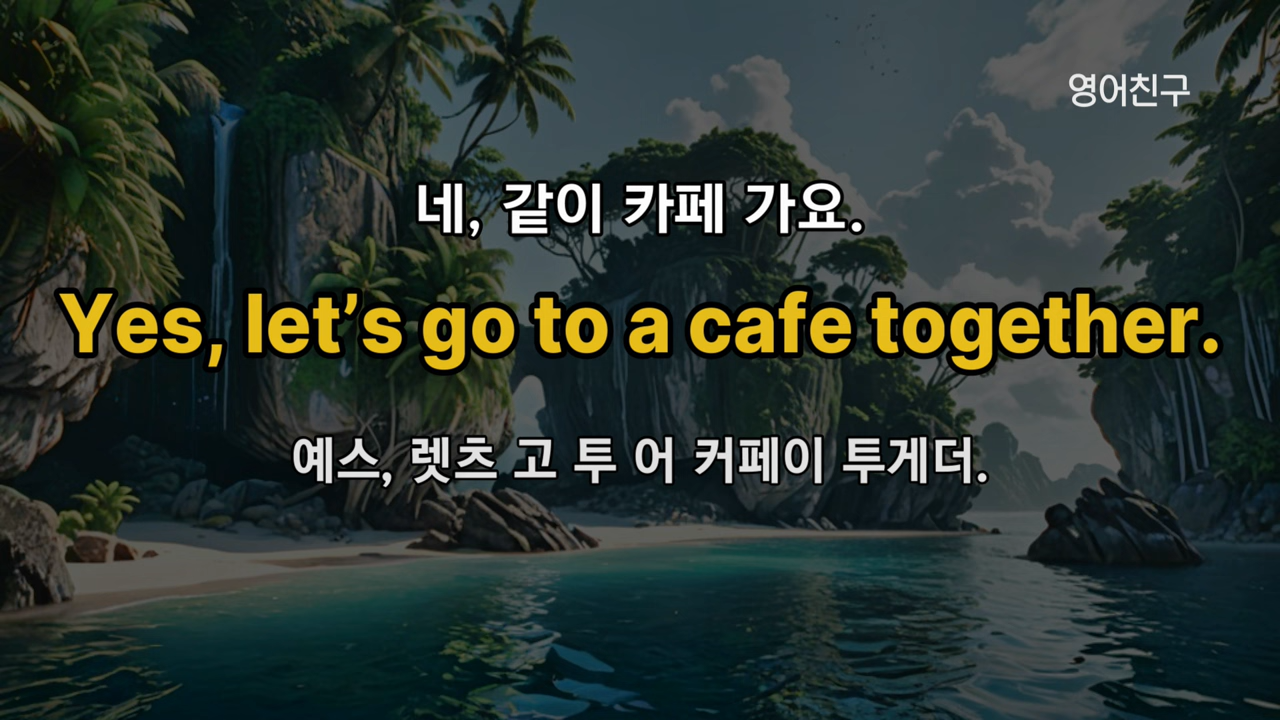 영어친구
네, 같이 카페 가요.
Yes, let’s go to a cafe together.
예스, 렛츠 고 투 어 커페이 투게더.